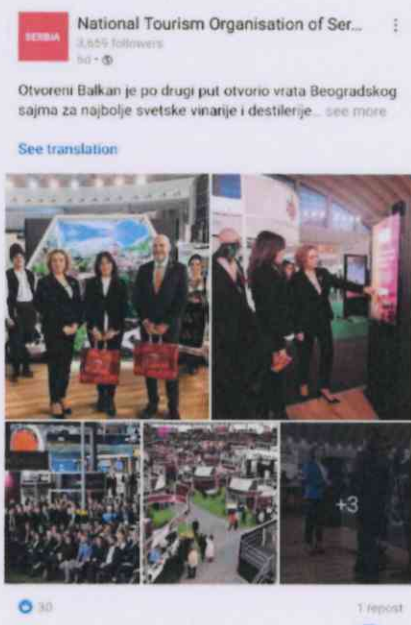 SERBIA
National Tourism Organisation of Ser...
3,659 followers
6d •
Otvoreni Balkan je po drugi put otvorio vrata Beogradskog
sajma za najbolje svetske vinarije i destilerije... see more
See translation
+3
30
1 repost